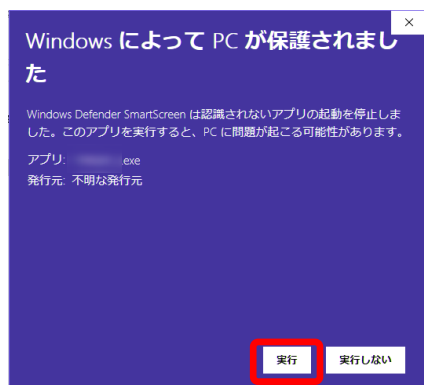 Windows によって PC が保護されまし
た
Windows Defender SmartScreen は認識されないアプリの起動を停止しま
した。このアプリを実行すると、PC に問題が起こる可能性があります。
アプリ: .exe
発行元: 不明な発行元
実行 実行しない